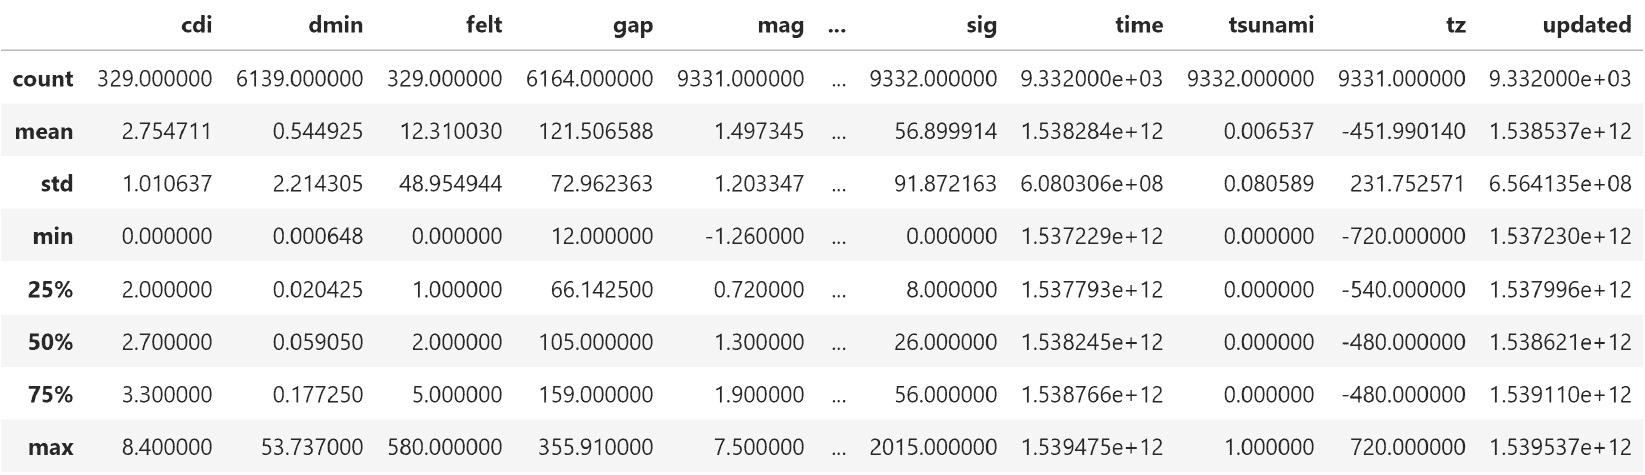 cdi dmin felt gap mag ... sig time tsunami tz updated
count 329.000000 6139.000000 329.000000 6164.000000 9331.000000 ... 9332.000000 9.332000e+03 9332.000000 9331.000000 9.332000e+03
mean 2.754711 0.544925 12.310030 121.506588 1.497345 ... 56.899914 1.538284e+12 0.006537 -451.990140 1.538537e+12
std 1.010637 2.214305 48.954944 72.962363 1.203347 ... 91.872163 6.080306e+08 0.080589 231.752571 6.564135e+08
min 0.000000 0.000648 0.000000 12.000000 -1.260000 ... 0.000000 1.537229e+12 0.000000 -720.000000 1.537230e+12
25% 2.000000 0.020425 1.000000 66.142500 0.720000 ... 8.000000 1.537793e+12 0.000000 -540.000000 1.537996e+12
50% 2.700000 0.059050 2.000000 105.000000 1.300000 ... 26.000000 1.538245e+12 0.000000 -480.000000 1.538621e+12
75% 3.300000 0.177250 5.000000 159.000000 1.900000 ... 56.000000 1.538766e+12 0.000000 -480.000000 1.539110e+12
max 8.400000 53.737000 580.000000 355.910000 7.500000 ... 2015.000000 1.539475e+12 1.000000 720.000000 1.539537e+12